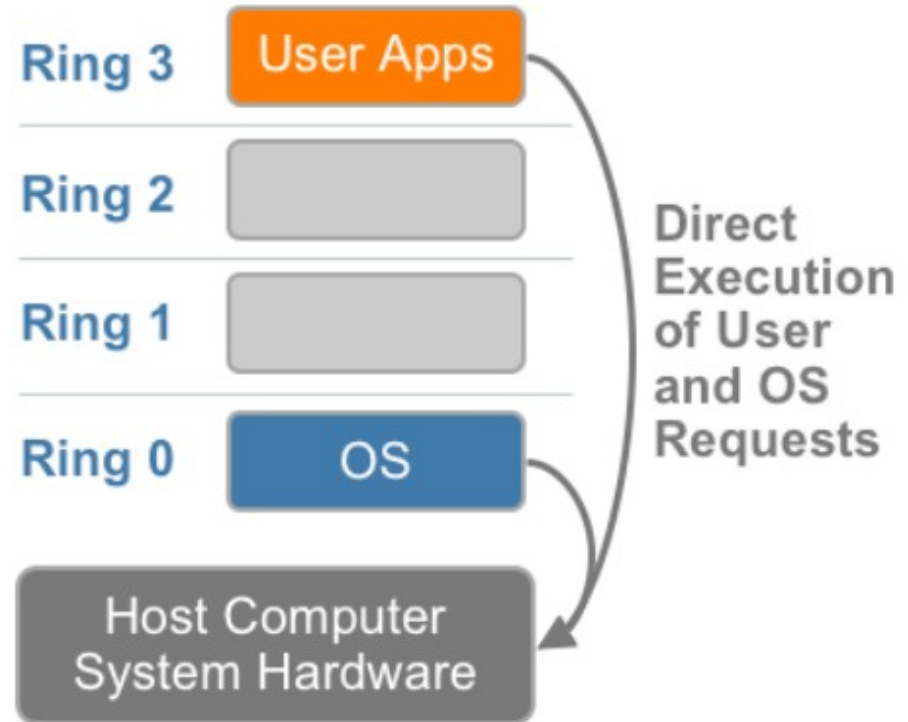 Ring 3
User Apps
Ring 2
Ring 1
Ring 0
OS
Direct
Execution
of User
and OS
Requests
Host Computer
System Hardware